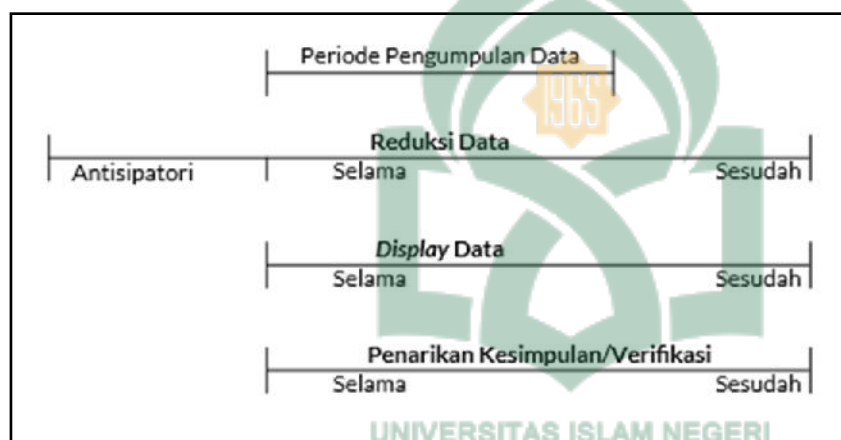 Periode Pengumpulan Data
1965
Reduksi Data
Antisipatori Selama Sesudah
Display Data
Selama Sesudah
Penarikan Kesimpulan/Verifikasi
Selama Sesudah
UNIVERSITAS ISLAM NEGERI